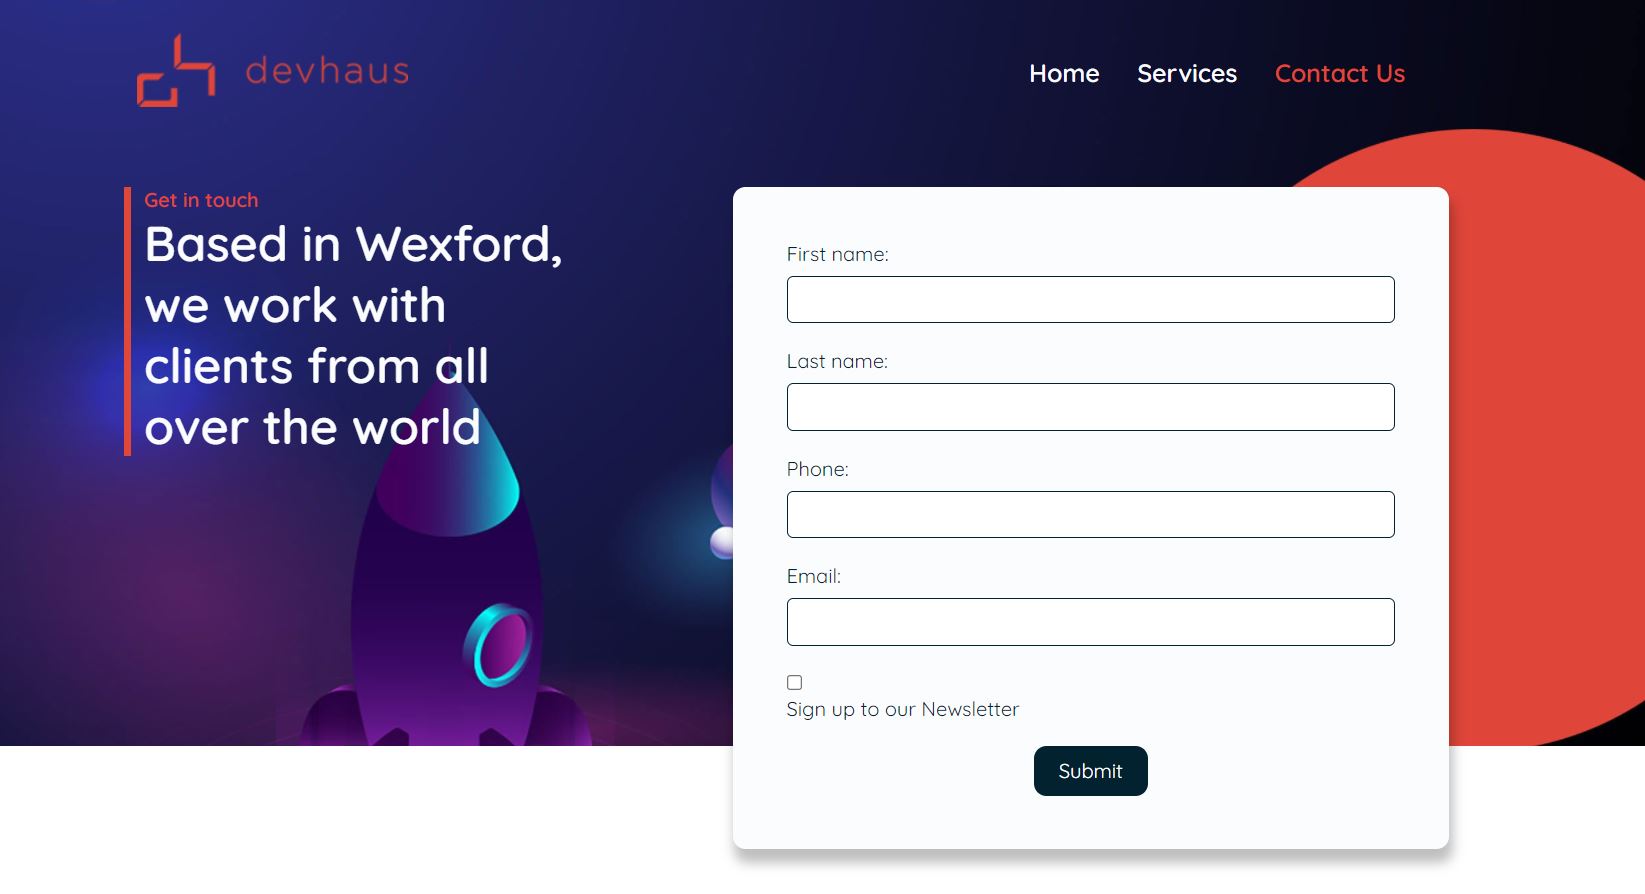 devhaus
Home Services Contact Us
Get in touch
Based in Wexford,
we work with
clients from all
over the world
First name:
Last name:
Phone:
Email:
Sign up to our Newsletter
Submit